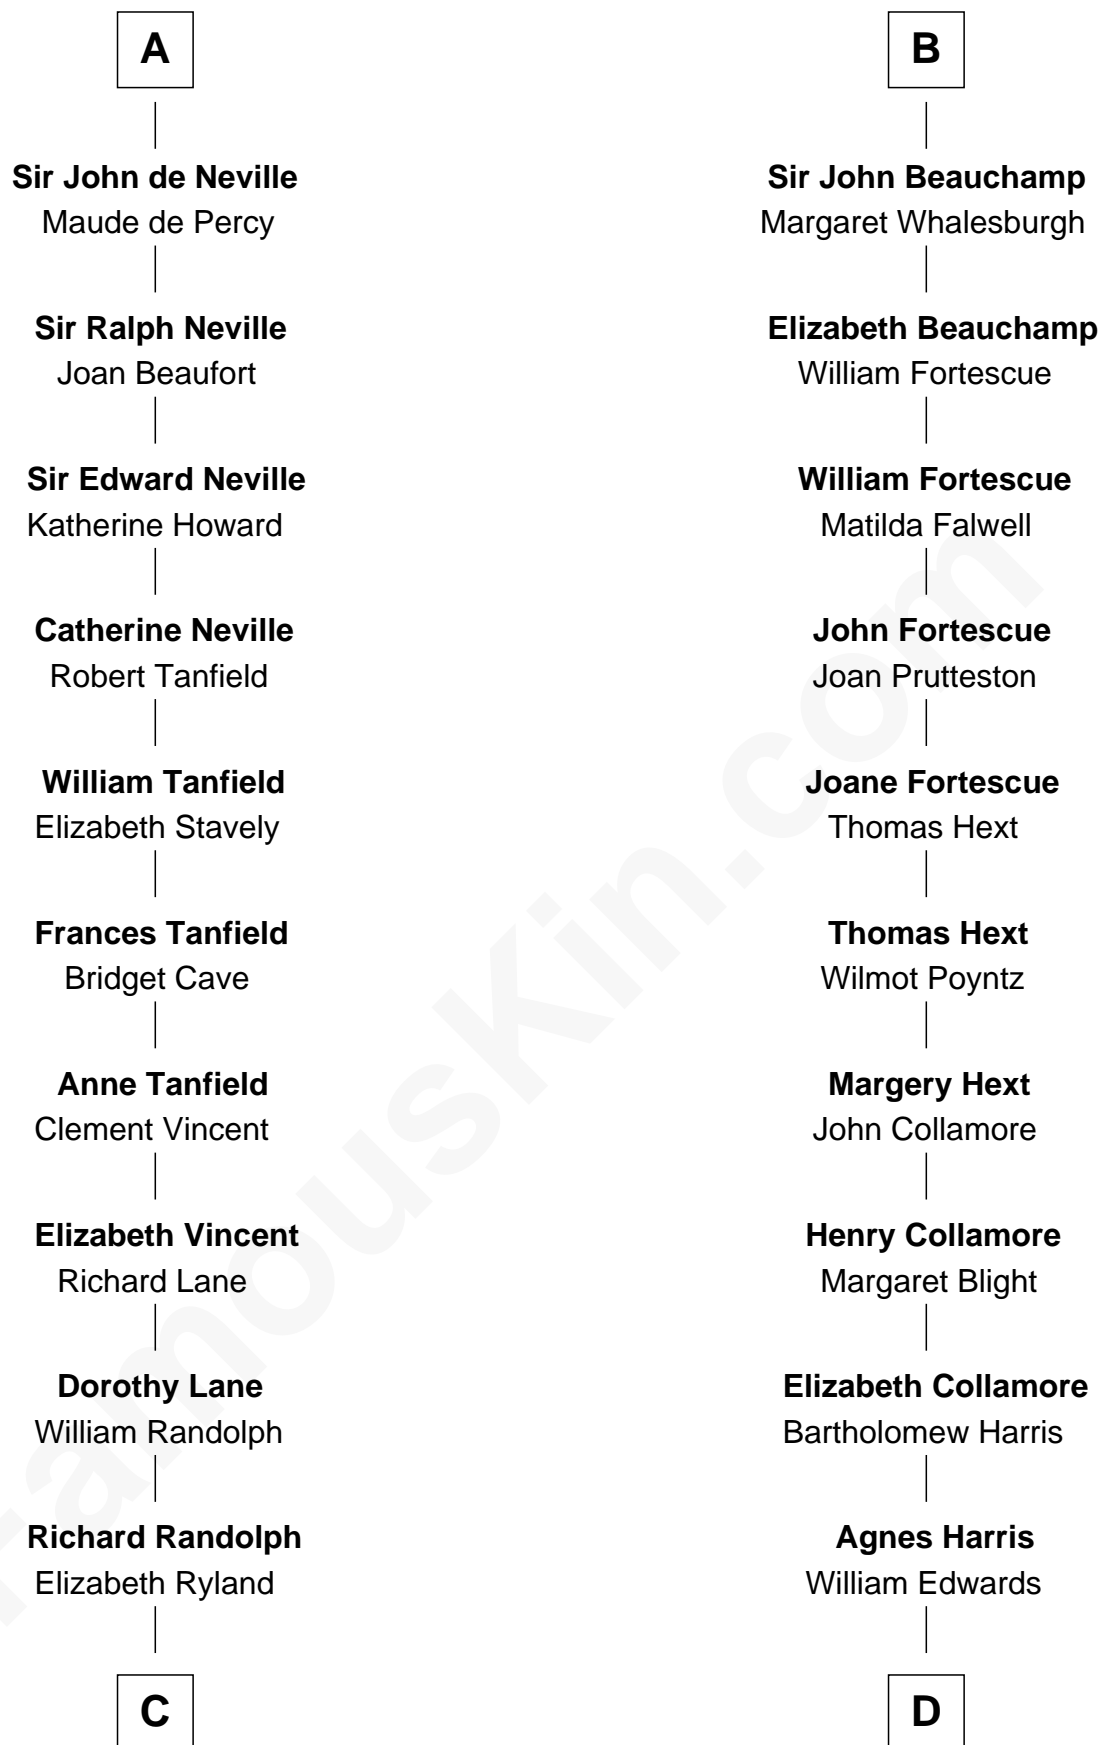 A
Sir John de Neville
Maude de Percy
Sir Ralph Neville
Joan Beaufort
Sir Edward Neville
Katherine Howard
Catherine Neville
Robert Tanfield
William Tanfield
Elizabeth Stavely
Frances Tanfield
Bridget Cave
Anne Tanfield
Clement Vincent
Elizabeth Vincent
Richard Lane
Dorothy Lane
William Randolph
Richard Randolph
Elizabeth Ryland
C
B
Sir John Beauchamp
Margaret Whalesburgh
Elizabeth Beauchamp
William Fortescue
William Fortescue
Matilda Falwell
John Fortescue
Joan Prutteston
Joane Fortescue
Thomas Hext
Thomas Hext
Wilmot Poyntz
Margery Hext
John Collamore
Henry Collamore
Margaret Blight
Elizabeth Collamore
Bartholomew Harris
Agnes Harris
William Edwards
D
FamousKin.com